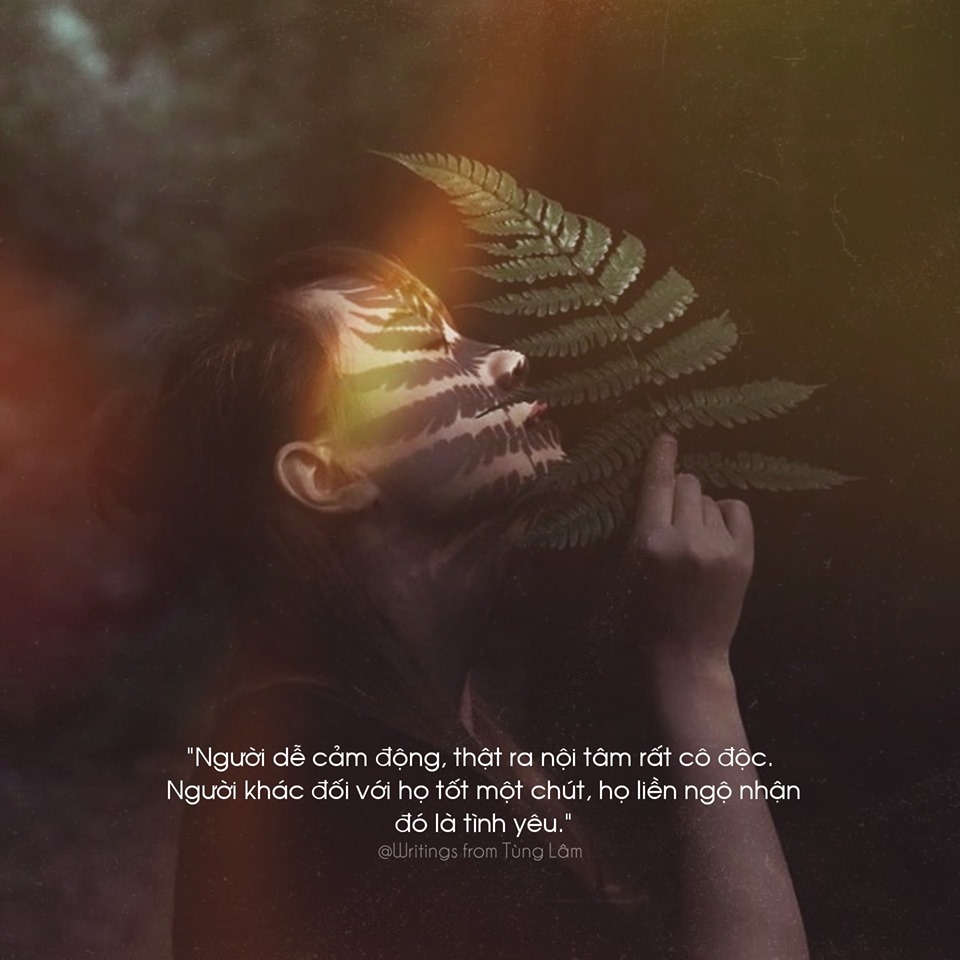 "Người dễ cảm động, thật ra nội tâm rất cô độc.
Người khác đối với họ tốt một chút, họ liền ngộ nhận
đó là tình yêu."
@Writings from Tùng Lâm